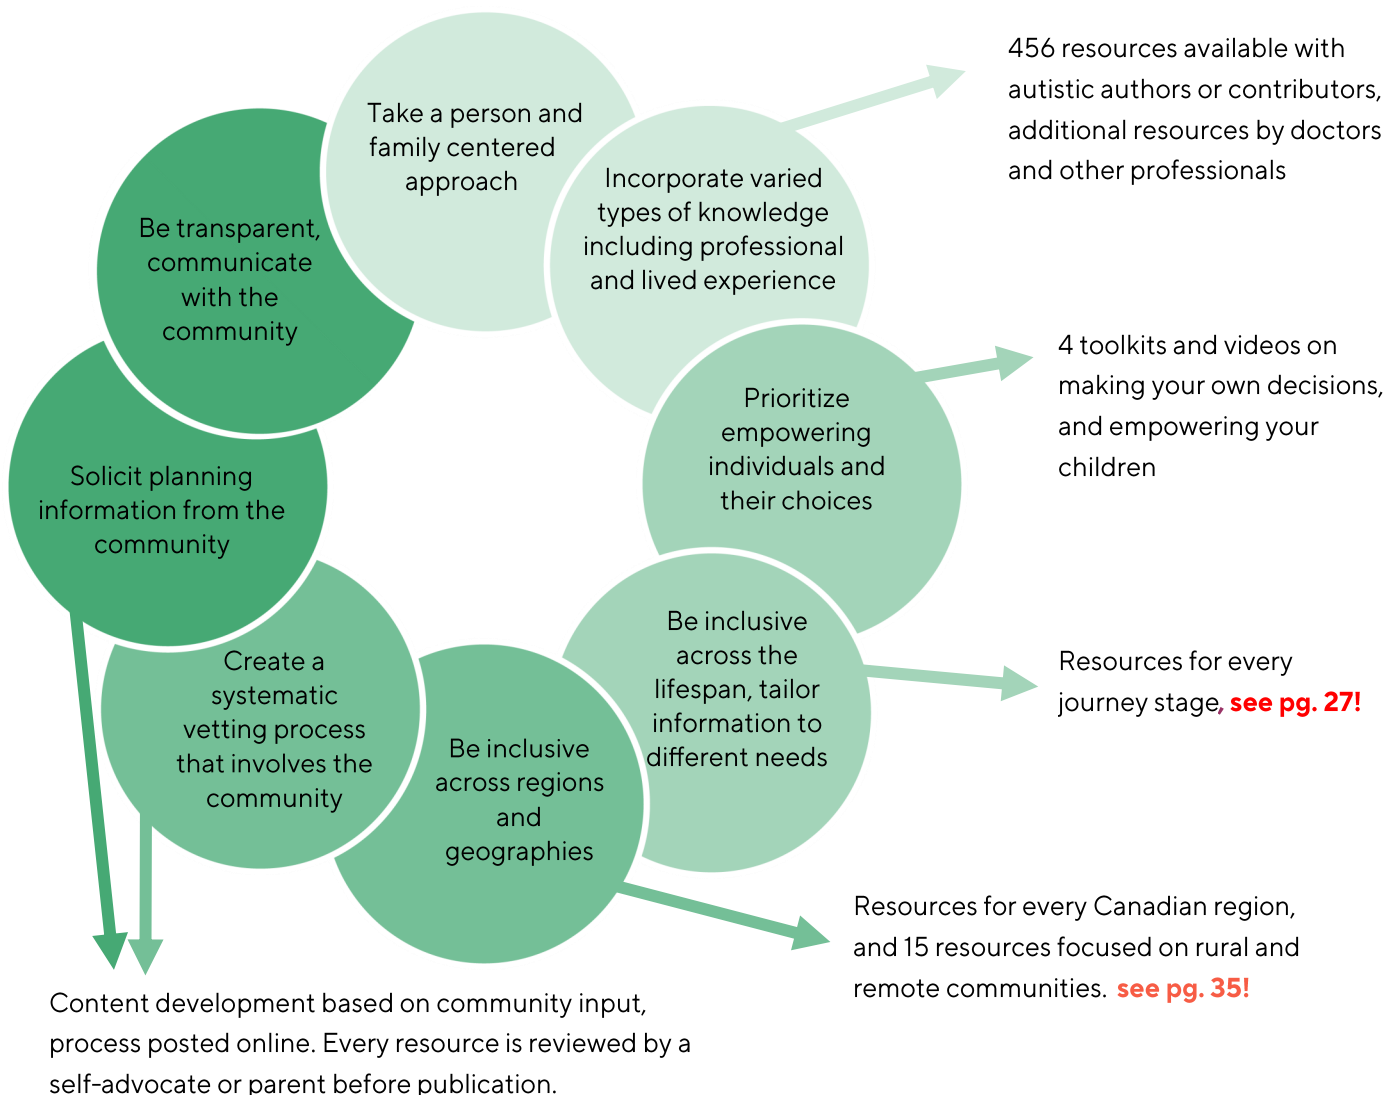 Take a person and
family centered
approach
Incorporate varied
types of knowledge
including professional
and lived experience
456 resources available with
autistic authors or contributors,
additional resources by doctors
and other professionals
Prioritize
empowering
individuals and
their choices
4 toolkits and videos on
making your own decisions,
and empowering your
children
Be inclusive
across the
lifespan, tailor
information to
different needs
Resources for every
journey stage, see pg. 27!
Be inclusive
across regions
and
geographies
Resources for every Canadian region,
and 15 resources focused on rural and
remote communities. see pg. 35!
Create a
systematic
vetting process
that involves the
community
Solicit planning
information from the
community
Be transparent,
communicate
with the
community
Content development based on community input,
process posted online. Every resource is reviewed by a
self-advocate or parent before publication.